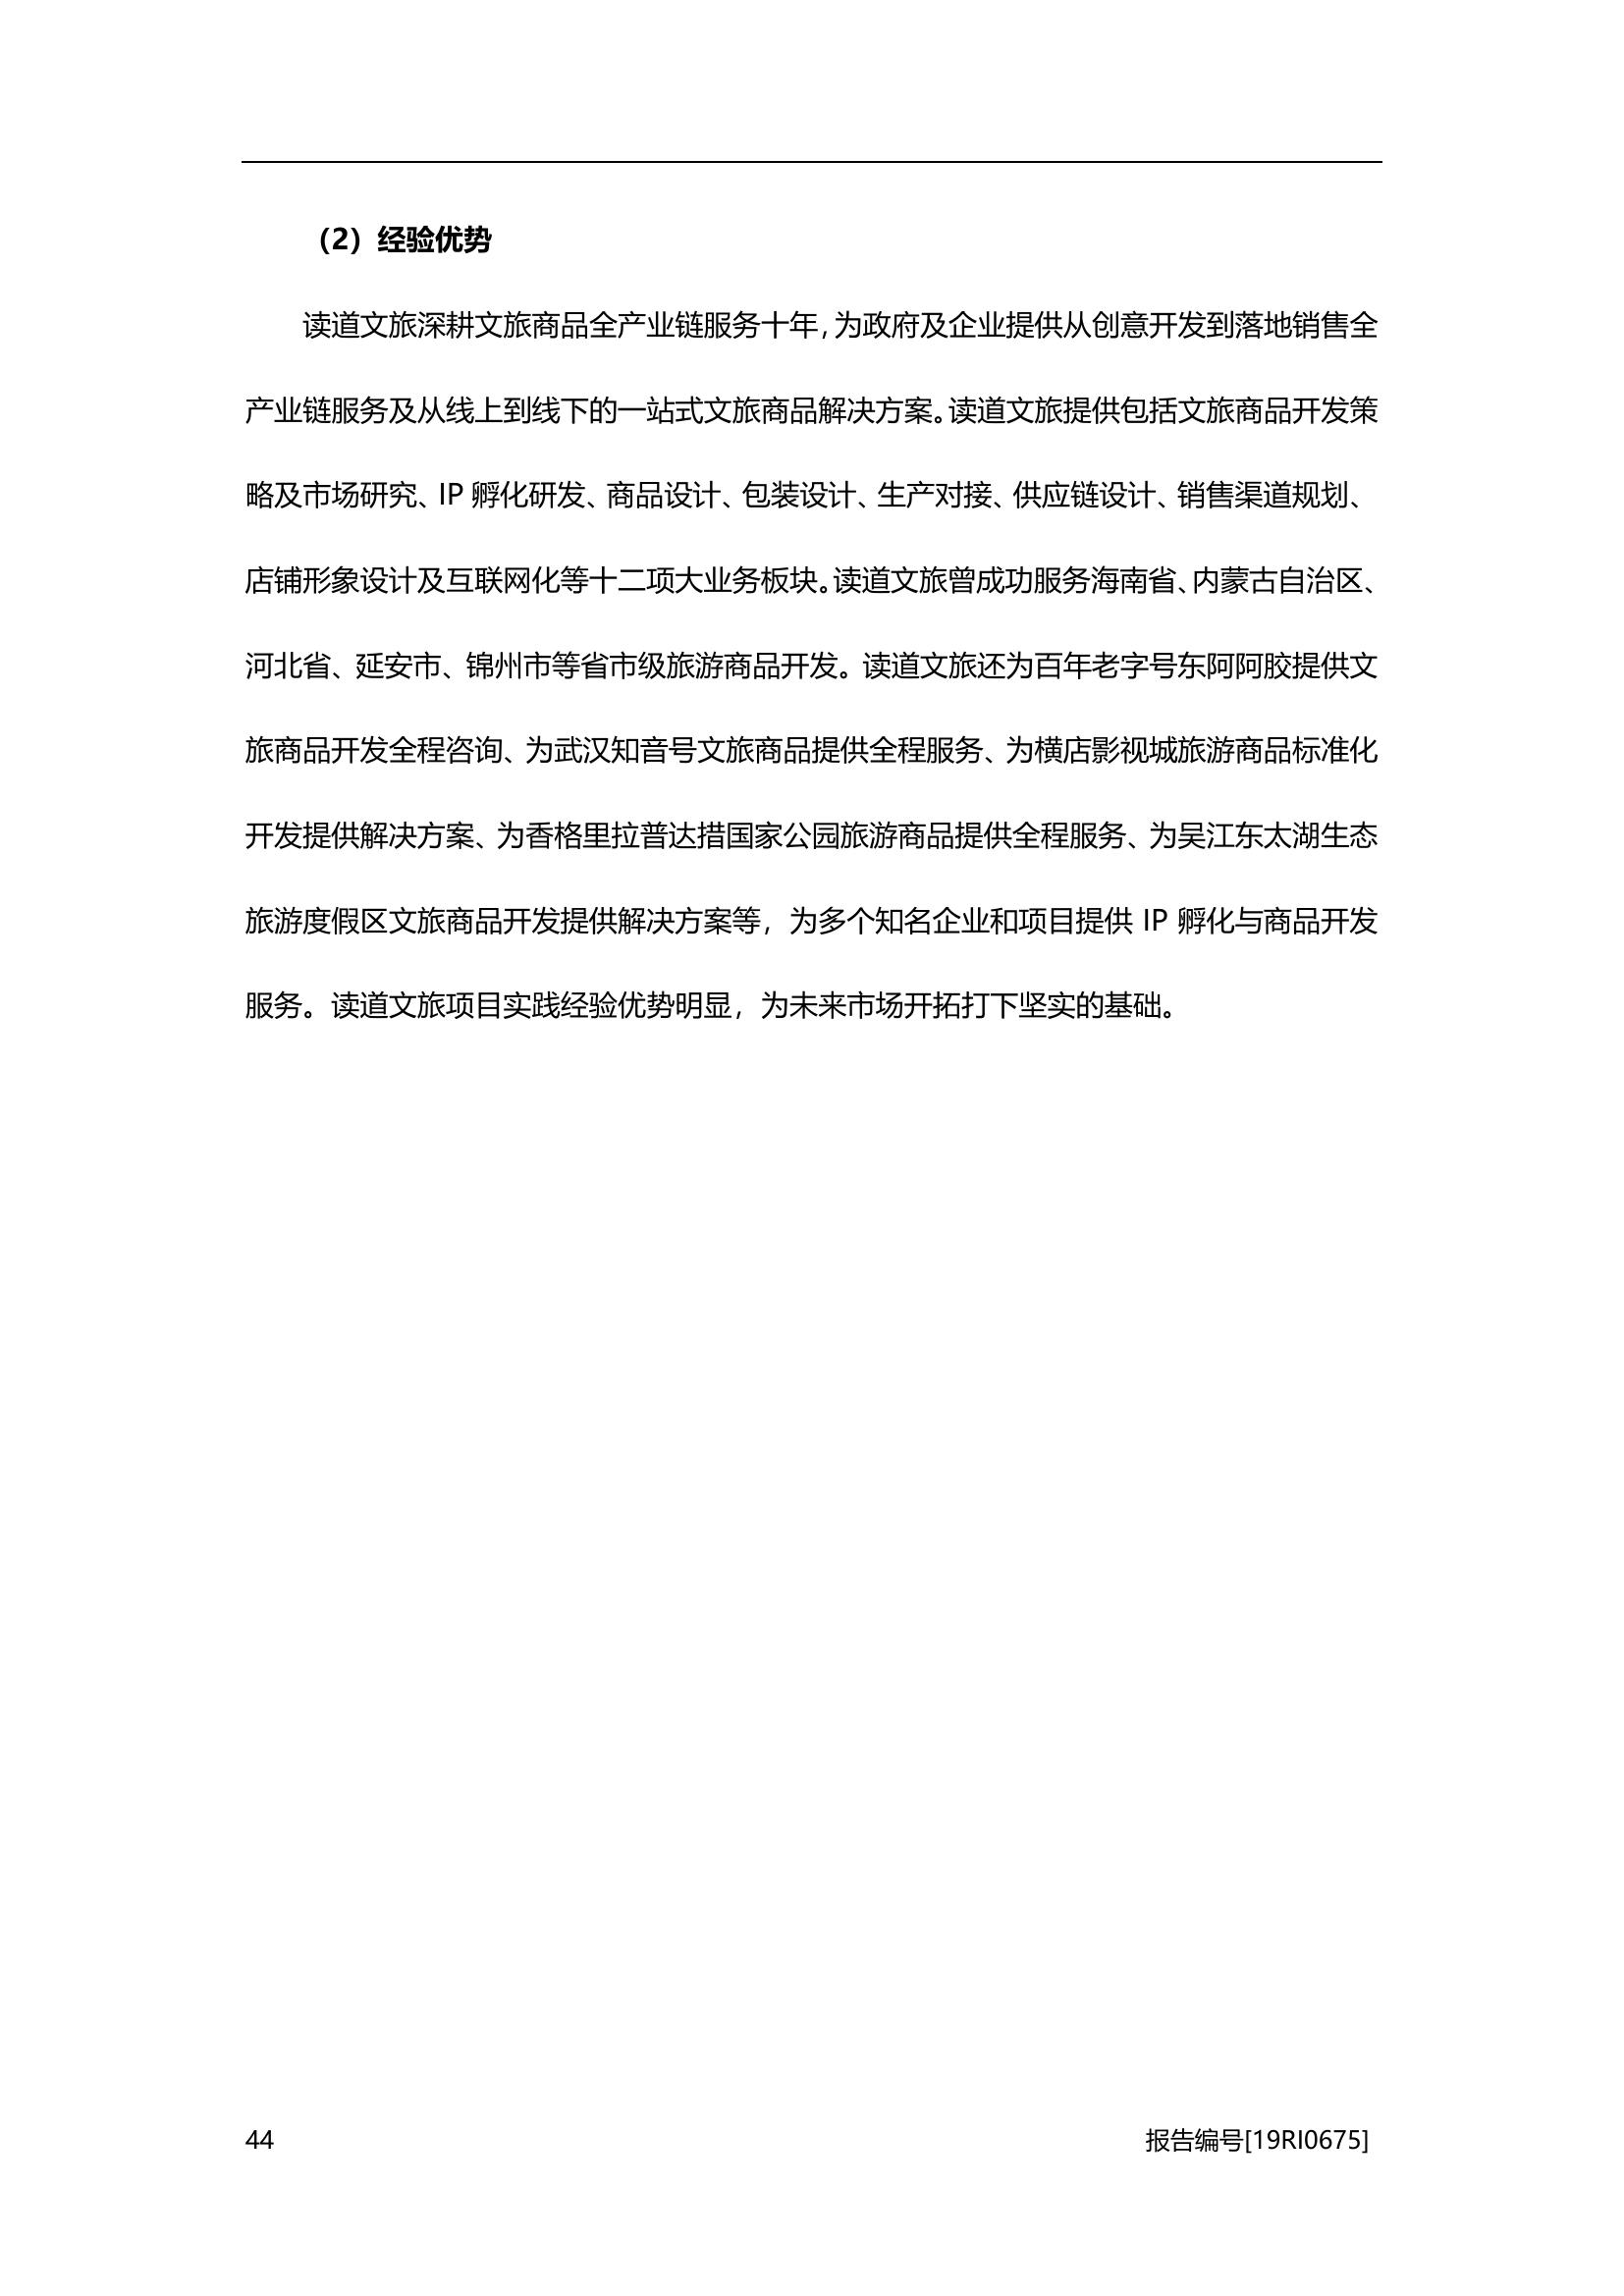 （2）经验优势
读道文旅深耕文旅商品全产业链服务十年，为政府及企业提供从创意开发到落地销售全
产业链服务及从线上到线下的一站式文旅商品解决方案。读道文旅提供包括文旅商品开发策
略及市场研究、IP 孵化研发、商品设计、包装设计、生产对接、供应链设计、销售渠道规划、
店铺形象设计及互联网化等十二项大业务板块。读道文旅曾成功服务海南省、内蒙古自治区、
河北省、延安市、锦州市等省市级旅游商品开发。读道文旅还为百年老字号东阿阿胶提供文
旅商品开发全程咨询、为武汉知音号文旅商品提供全程服务、为横店影视城旅游商品标准化
开发提供解决方案、为香格里拉普达措国家公园旅游商品提供全程服务、为吴江东太湖生态
旅游度假区文旅商品开发提供解决方案等，为多个知名企业和项目提供 IP 孵化与商品开发
服务。读道文旅项目实践经验优势明显，为未来市场开拓打下坚实的基础。
44 报告编号[19RI0675]